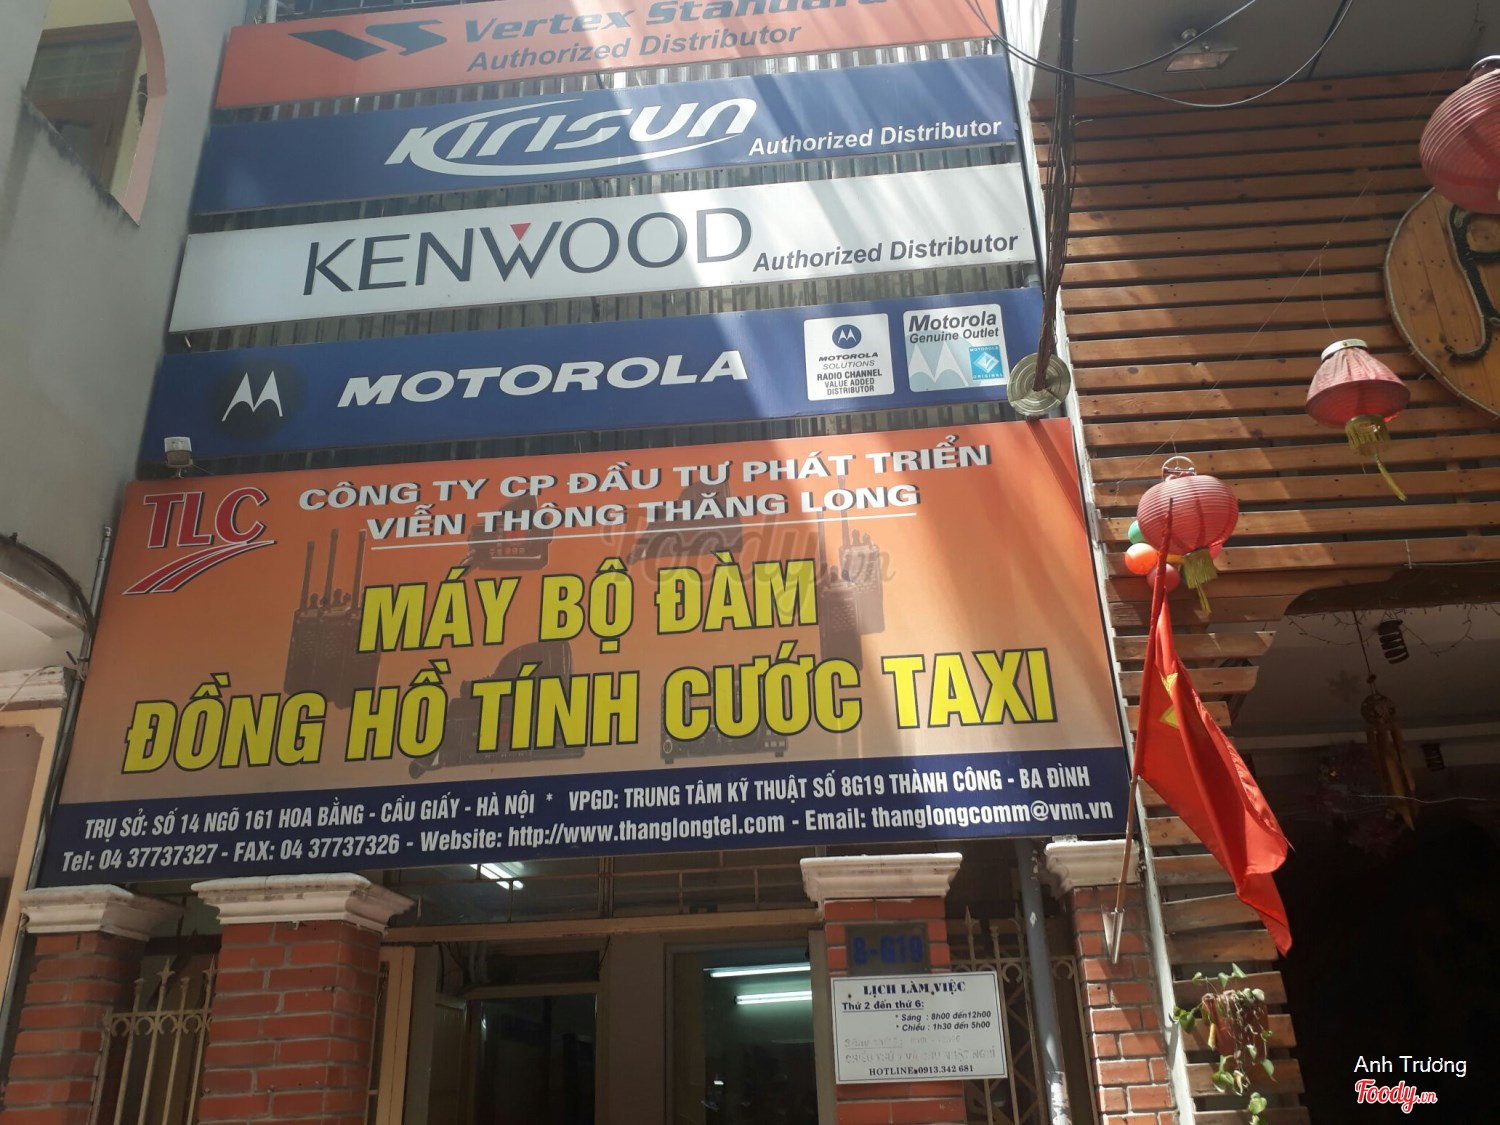 Vertex Standard
Authorized Distributor
KIRISUN Authorized Distributor
KENWOOD Authorized Distributor
MOTOROLA
MOTOROLA
SOLUTIONS
RADIO CHANNEL
VALUE ADDED
DISTRIBUTOR
Motorola
Genuine Outlet
MOTOROLA
ORIGINAL
TLC
CÔNG TY CP ĐẦU TƯ PHÁT TRIỂN
VIỄN THÔNG THĂNG LONG
Foody.vn
MÁY BỘ ĐÀM
ĐỒNG HỒ TÍNH CƯỚC TAXI
TRỤ SỞ: SỐ 14 NGÕ 161 HOA BẰNG - CẦU GIẤY - HÀ NỘI * VPGD: TRUNG TÂM KỸ THUẬT SỐ 8G19 THÀNH CÔNG - BA ĐÌNH
Tel: 04 37737327 - FAX: 04 37737326 - Website: http://www.thanglongtel.com - Email: thanglongcomm@vnn.vn
8-G19
LỊCH LÀM VIỆC
Thứ 2 đến thứ 6:
* Sáng : 8h00 đến12h00
* Chiều : 1h30 đến 5h00
HOTLINE:0913.342 681
Anh Trương
Foody.vn